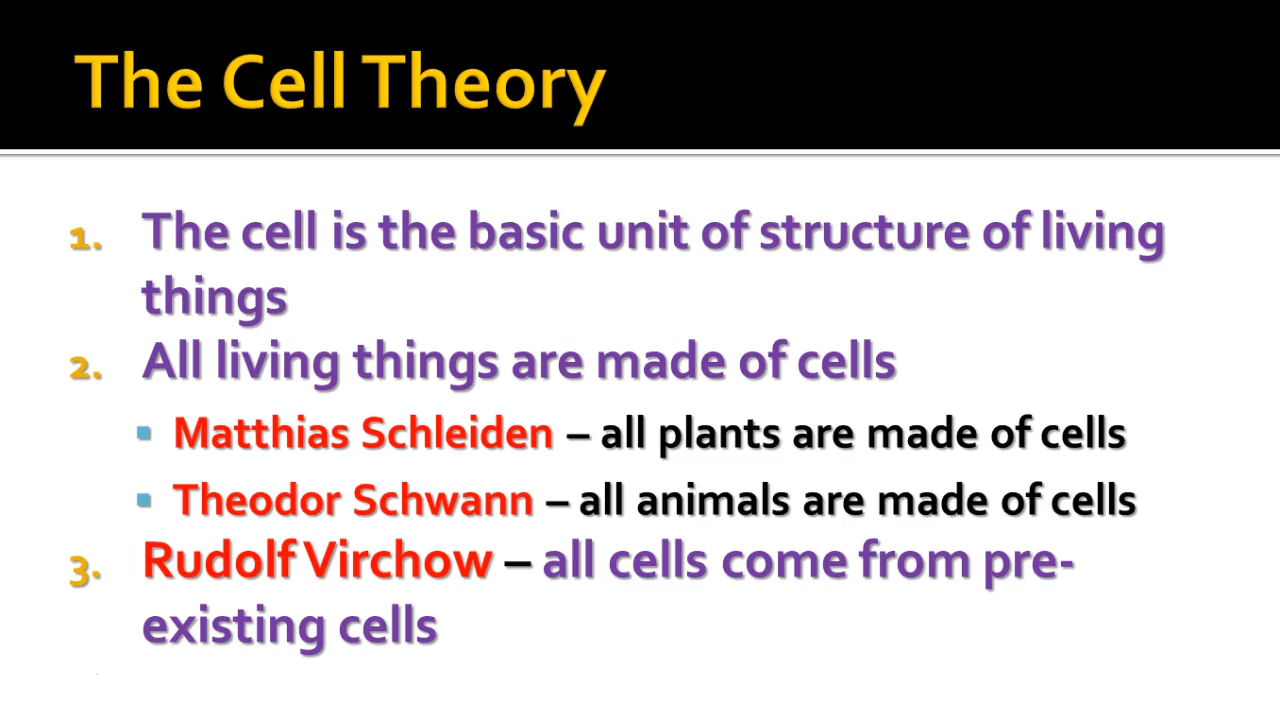 The Cell Theory
1. The cell is the basic unit of structure of living
things
2. All living things are made of cells
▪ Matthias Schleiden – all plants are made of cells
▪ Theodor Schwann – all animals are made of cells
3. Rudolf Virchow – all cells come from pre-
existing cells